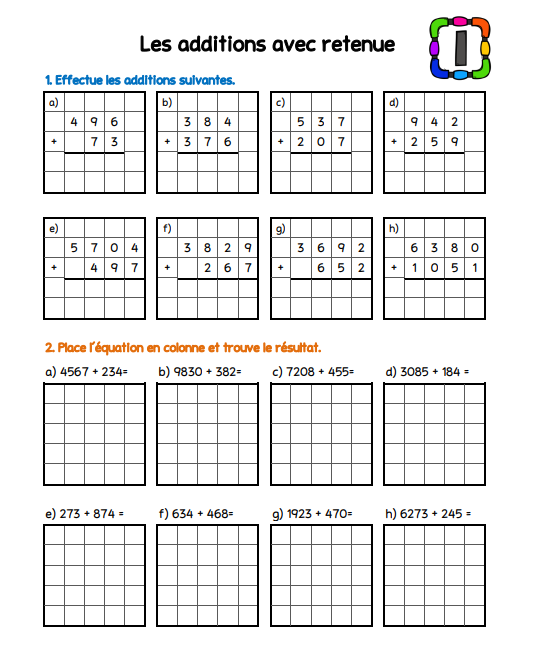 Les additions avec retenue
1
1. Effectue les additions suivantes.
a) b) c) d)
4 9 6 3 8 4 5 3 7 9 4 2
+ 7 3 + 3 7 6 + 2 0 7 + 2 5 9
e) f) g) h)
5 7 0 4 3 8 2 9 3 6 9 2 6 3 8 0
+ 4 9 7 + 2 6 7 + 6 5 2 + 1 0 5 1
2. Place l'équation en colonne et trouve le résultat.
a) 4567 + 234= b) 9830 + 382= c) 7208 + 455= d) 3085 + 184 =
e) 273 + 874 = f) 634 + 468= g) 1923 + 470= h) 6273 + 245 =